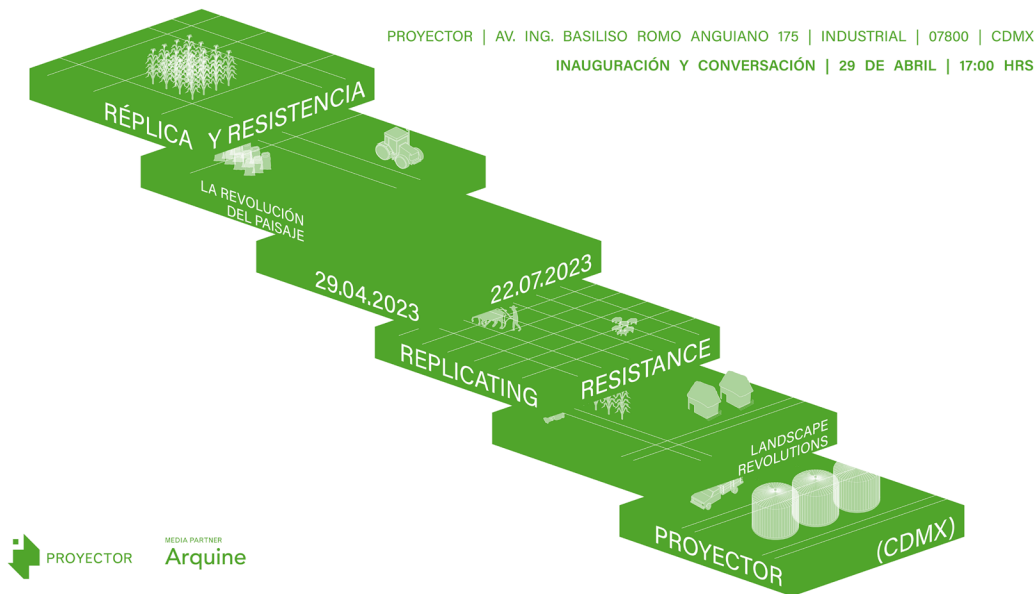 PROYECTOR | AV. ING. BASILISO ROMO ANGUIANO 175 | INDUSTRIAL | 07800 | CDMX
INAUGURACIÓN Y CONVERSACIÓN | 29 DE ABRIL | 17:00 HRS
RÉPLICA Y RESISTENCIA
LA REVOLUCIÓN
DEL PAISAJE
29.04.2023 22.07.2023
REPLICATING RESISTANCE
LANDSCAPE
REVOLUTIONS
PROYECTOR (CDMX)
PROYECTOR
MEDIA PARTNER
Arquine